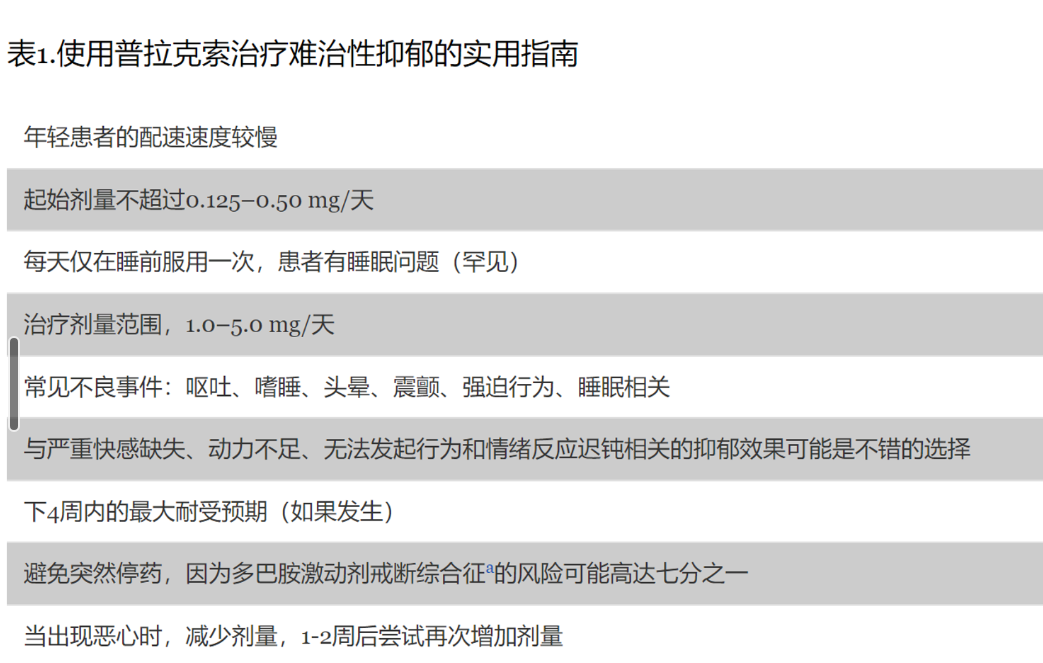 表1.使用普拉克索治疗难治性抑郁的实用指南
年轻患者的配速速度较慢
起始剂量不超过0.125–0.50 mg/天
每天仅在睡前服用一次，患者有睡眠问题（罕见）
治疗剂量范围，1.0–5.0 mg/天
常见不良事件：呕吐、嗜睡、头晕、震颤、强迫行为、睡眠相关
与严重快感缺失、动力不足、无法发起行为和情绪反应迟钝相关的抑郁效果可能是不错的选择
下4周内的最大耐受预期（如果发生）
避免突然停药，因为多巴胺激动剂戒断综合征a的风险可能高达七分之一
当出现恶心时，减少剂量，1-2周后尝试再次增加剂量